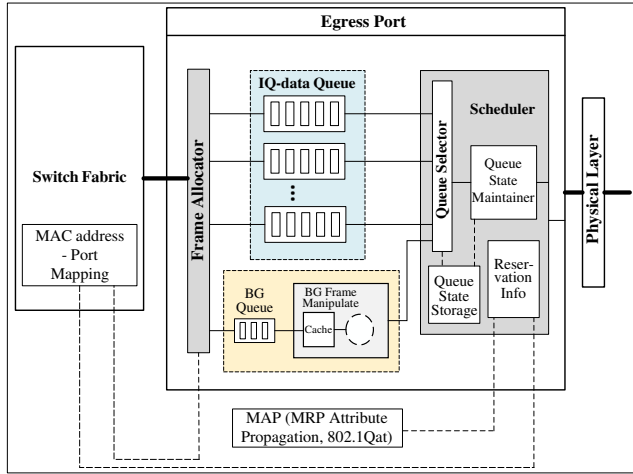 Egress Port
Switch Fabric
MAC address
- Port
Mapping
Frame Allocator
IQ-data Queue
BG
Queue
BG Frame
Manipulate
Cache
Scheduler
Queue Selector
Queue
State
Maintainer
Queue
State
Storage
Reser-
vation
Info
Physical Layer
MAP (MRP Attribute
Propagation, 802.1Qat)